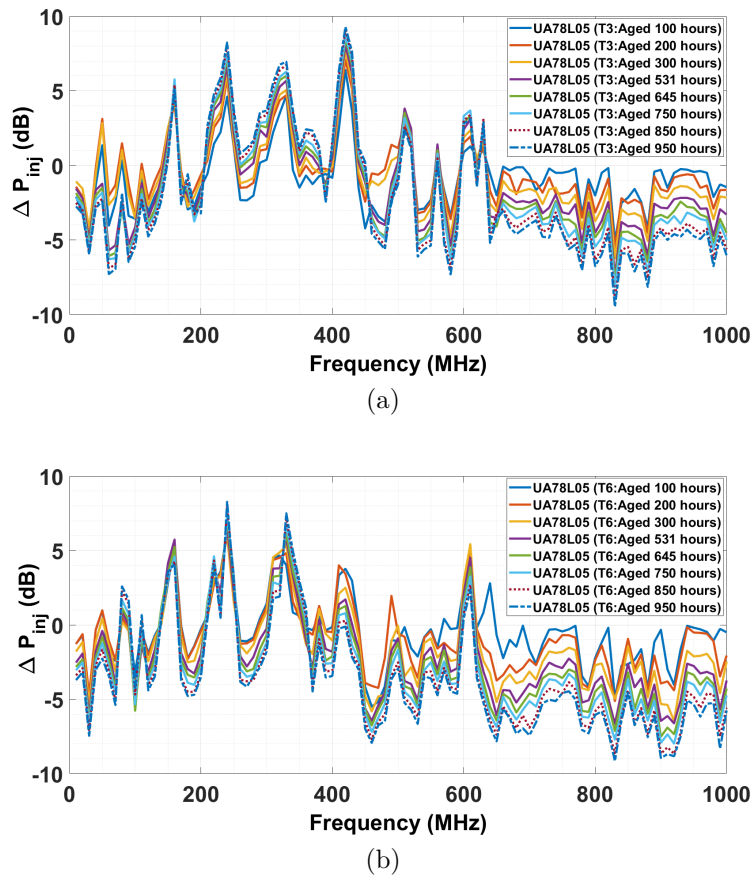 10
5
0
-5
-10
Δ P_inj (dB)
UA78L05 (T3:Aged 100 hours)
UA78L05 (T3:Aged 200 hours)
UA78L05 (T3:Aged 300 hours)
UA78L05 (T3:Aged 531 hours)
UA78L05 (T3:Aged 645 hours)
UA78L05 (T3:Aged 750 hours)
UA78L05 (T3:Aged 850 hours)
UA78L05 (T3:Aged 950 hours)
0 200 400 600 800 1000
Frequency (MHz)
(a)
10
5
0
-5
-10
Δ P_inj (dB)
UA78L05 (T6:Aged 100 hours)
UA78L05 (T6:Aged 200 hours)
UA78L05 (T6:Aged 300 hours)
UA78L05 (T6:Aged 531 hours)
UA78L05 (T6:Aged 645 hours)
UA78L05 (T6:Aged 750 hours)
UA78L05 (T6:Aged 850 hours)
UA78L05 (T6:Aged 950 hours)
0 200 400 600 800 1000
Frequency (MHz)
(b)